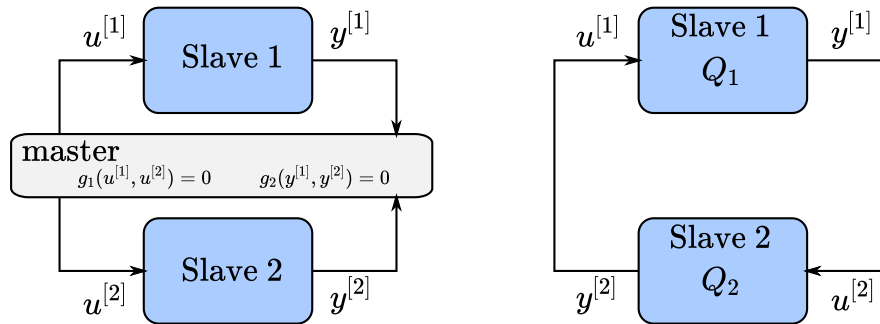 u^{[1]}
y^{[1]}
Slave 1
master
g_1(u^{[1]}, u^{[2]}) = 0
g_2(y^{[1]}, y^{[2]}) = 0
Slave 2
u^{[2]}
y^{[2]}
u^{[1]}
Slave 1
y^{[1]}
Q_1
Slave 2
Q_2
y^{[2]}
u^{[2]}